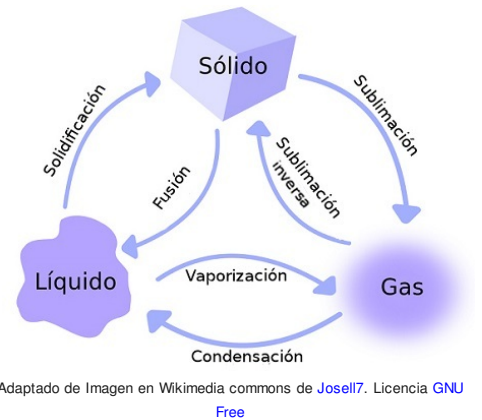 Sólido
Solidificación
Sublimación
Fusión
Sublimación
inversa
Líquido
Vaporización
Gas
Condensación
Adaptado de Imagen en Wikimedia commons de Josell7. Licencia GNU
Free